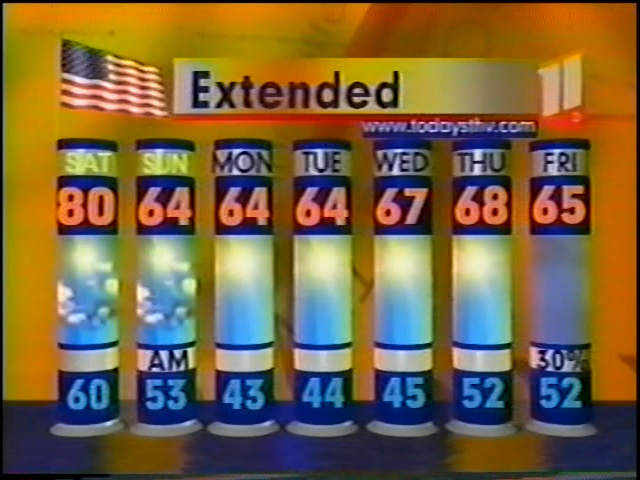 Extended
11
www.todaysthv.com
SAT SUN MON TUE WED THU FRI
80 64 64 64 67 68 65
AM 30%
60 53 43 44 45 52 52